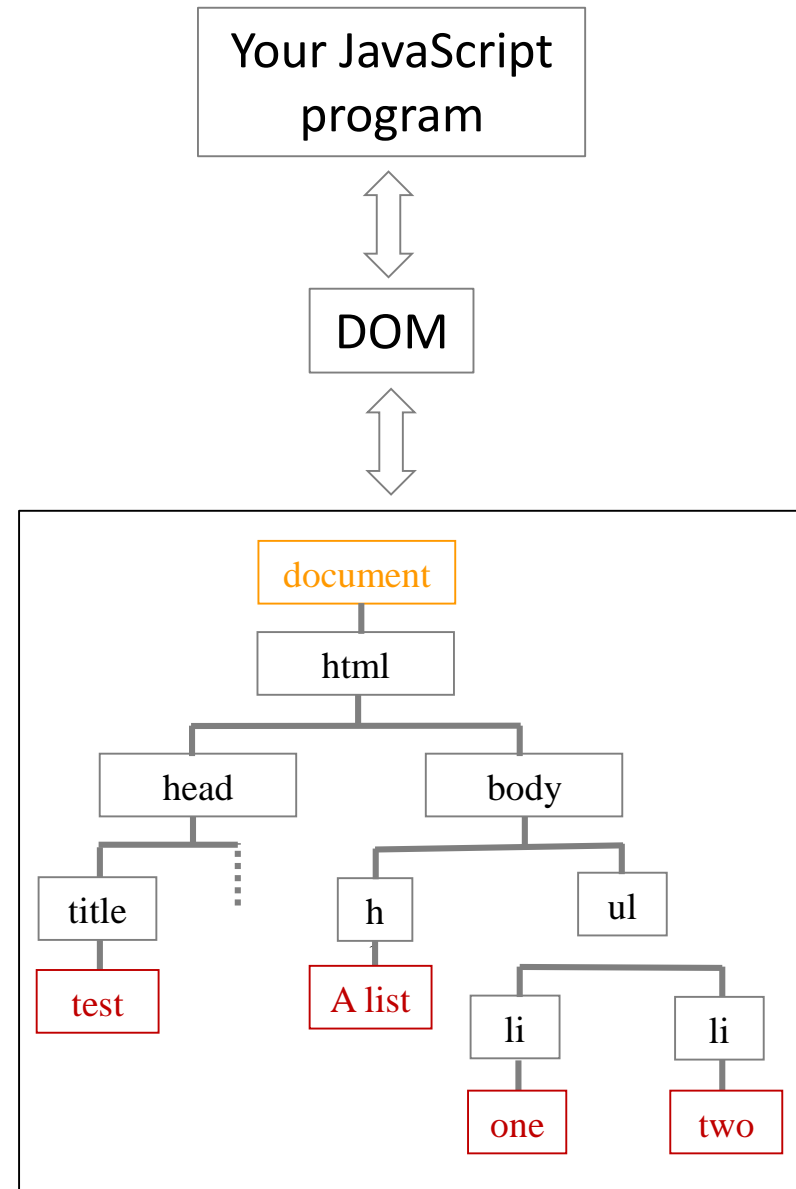 Your JavaScript
program
DOM
document
html
head
body
title
h
ul
test
A list
li
li
one
two